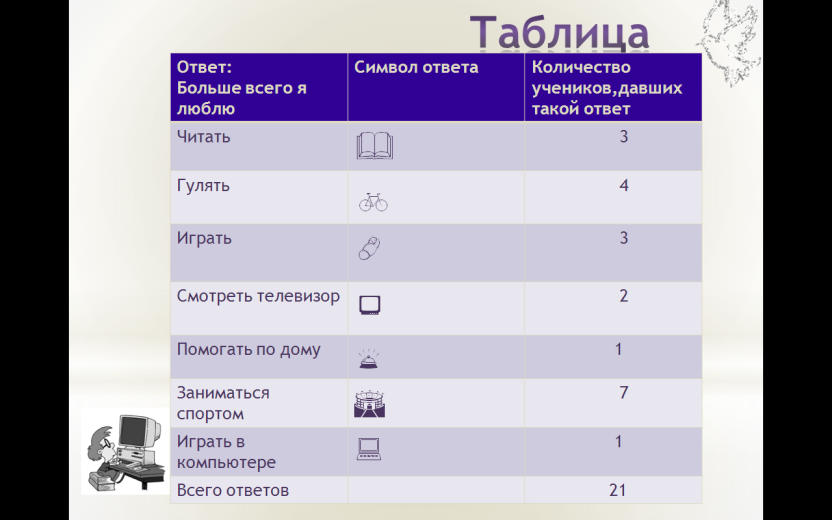 Таблица
Ответ:
Больше всего я
люблю
Символ ответа
Количество
учеников,давших
такой ответ
Читать
3
Гулять
4
Играть
3
Смотреть телевизор
2
Помогать по дому
1
Заниматься
спортом
7
Играть в
компьютере
1
Всего ответов
21